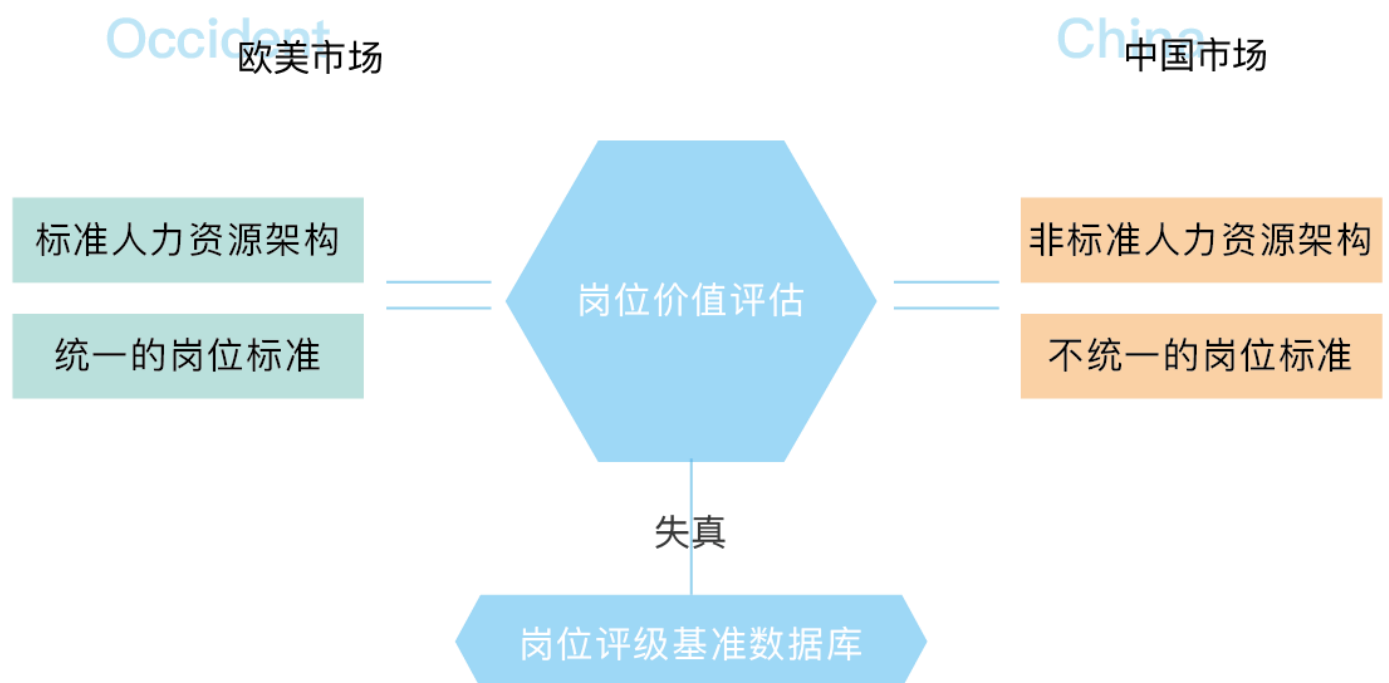 Occident
欧美市场
China
中国市场
标准人力资源架构
统一的岗位标准
岗位价值评估
非标准人力资源架构
不统一的岗位标准
失真
岗位评级基准数据库